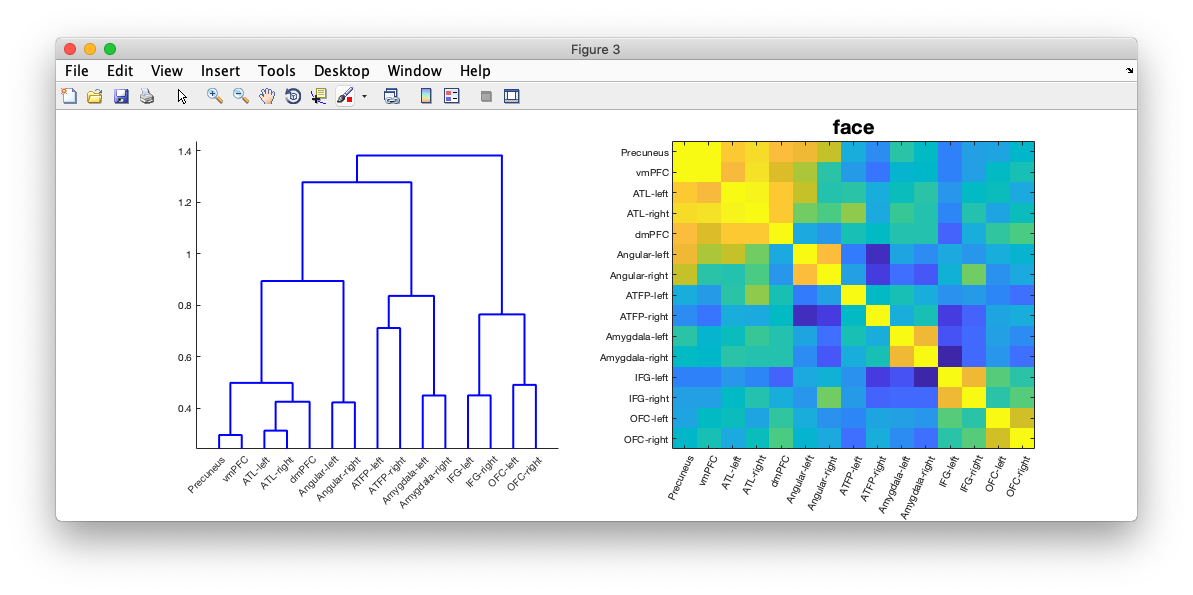 Figure 3
File Edit View Insert Tools Desktop Window Help
1.4
1.2
1
0.8
0.6
0.4
Precuneus
vmPFC
ATL-left
ATL-right
dmPFC
Angular-left
Angular-right
ATFP-left
ATFP-right
Amygdala-left
Amygdala-right
IFG-left
IFG-right
OFC-left
OFC-right
face
Precuneus
vmPFC
ATL-left
ATL-right
dmPFC
Angular-left
Angular-right
ATFP-left
ATFP-right
Amygdala-left
Amygdala-right
IFG-left
IFG-right
OFC-left
OFC-right
Precuneus
vmPFC
ATL-left
ATL-right
dmPFC
Angular-left
Angular-right
ATFP-left
ATFP-right
Amygdala-left
Amygdala-right
IFG-left
IFG-right
OFC-left
OFC-right